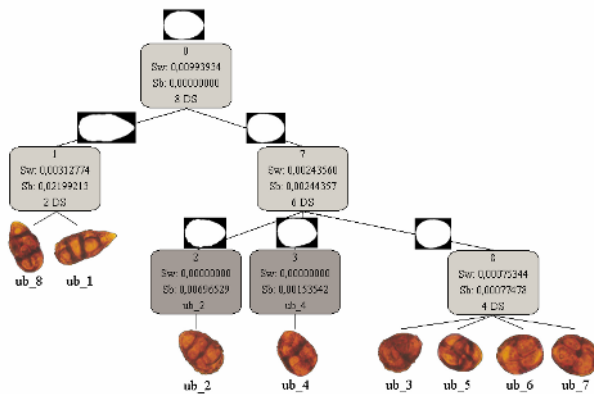 0
Sw: 0,00993934
Sb: 0,00000000
8 DS
1
Sw: 0,00312774
Sb: 0,02199213
2 DS
7
Sw: 0,00243560
Sb: 0,00244357
6 DS
ub_8
ub_1
2
Sw: 0,00000000
Sb: 0,00696529
ub_2
3
Sw: 0,00000000
Sb: 0,00153542
ub_4
Sw: 0,00075344
Sb: 0,00077478
4 DS
ub_2
ub_4
ub_3
ub_5
ub_6
ub_7